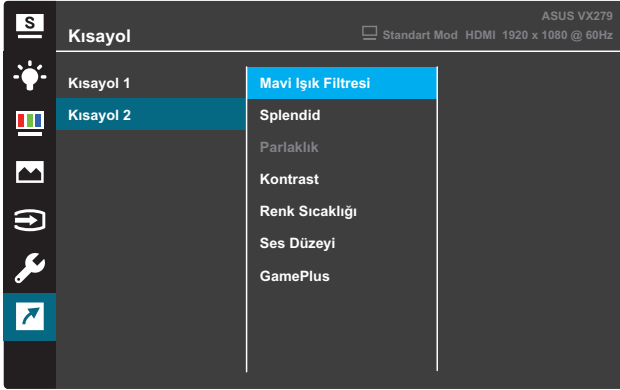 S
ASUS VX279
Kısayol
Standart Mod HDMI 1920 x 1080 @ 60Hz
Kısayol 1
Kısayol 2
Mavi Işık Filtresi
Splendid
Parlaklık
Kontrast
Renk Sıcaklığı
Ses Düzeyi
GamePlus